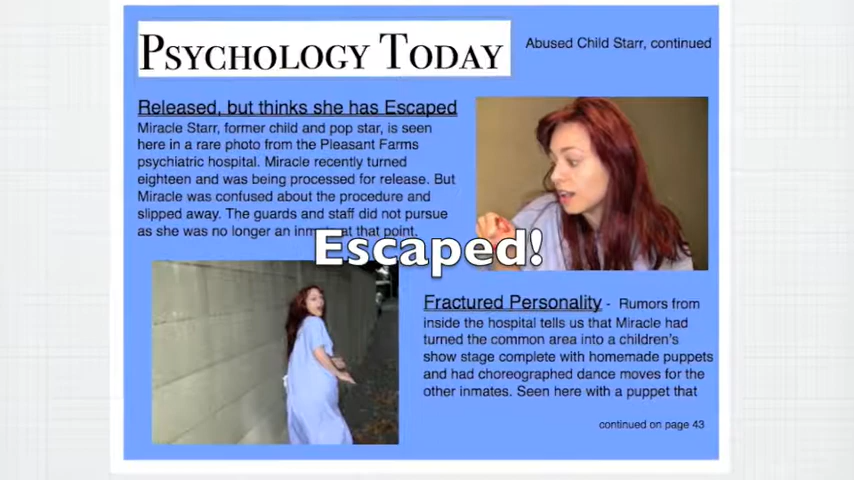 PSYCHOLOGY TODAY
Abused Child Starr, continued
Released, but thinks she has Escaped
Miracle Starr, former child and pop star, is seen
here in a rare photo from the Pleasant Farms
psychiatric hospital. Miracle recently turned
eighteen and was being processed for release. But
Miracle was confused about the procedure and
slipped away. The guards and staff did not pursue
as she was no longer an at that point.
Escaped!
Fractured Personality - Rumors from
inside the hospital tells us that Miracle had
turned the common area into a children's
show stage complete with homemade puppets
and had choreographed dance moves for the
other inmates. Seen here with a puppet that
continued on page 43